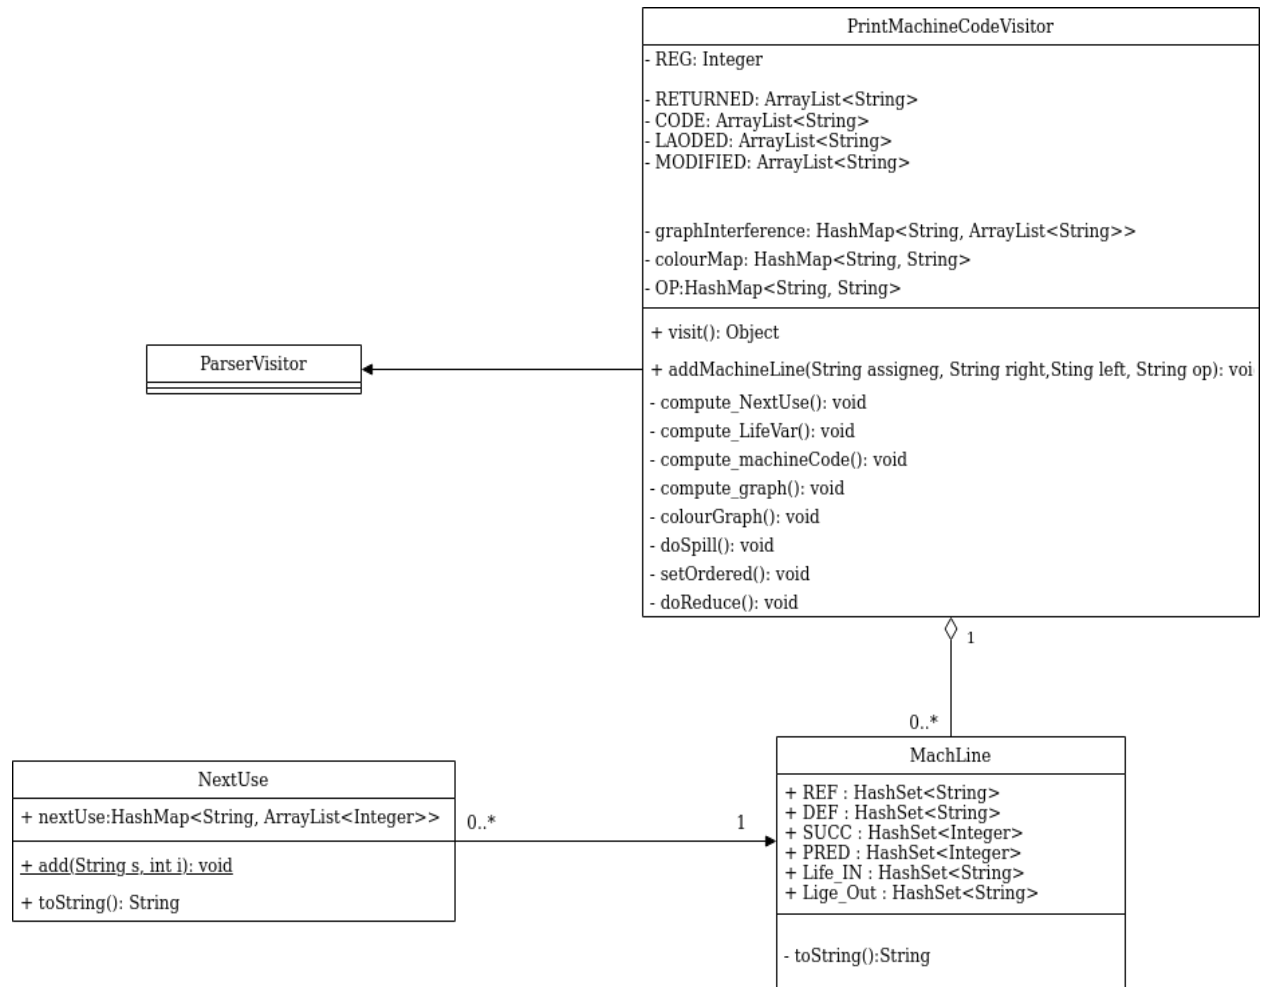 PrintMachineCodeVisitor
- REG: Integer
- RETURNED: ArrayList<String>
- CODE: ArrayList<String>
- LAODED: ArrayList<String>
- MODIFIED: ArrayList<String>
- graphInterference: HashMap<String, ArrayList<String>>
- colourMap: HashMap<String, String>
- OP:HashMap<String, String>
+ visit(): Object
+ addMachineLine(String assigneg, String right,Sting left, String op): voi
- compute_NextUse(): void
- compute_LifeVar(): void
- compute_machineCode(): void
- compute_graph(): void
- colourGraph(): void
- doSpill(): void
- setOrdered(): void
- doReduce(): void
ParserVisitor
1
0..*
MachLine
+ REF : HashSet<String>
+ DEF : HashSet<String>
+ SUCC : HashSet<Integer>
+ PRED : HashSet<Integer>
+ Life_IN : HashSet<String>
+ Lige_Out : HashSet<String>
- toString():String
NextUse
+ nextUse:HashMap<String, ArrayList<Integer>>
+ add(String s, int i): void
+ toString(): String
0..*
1